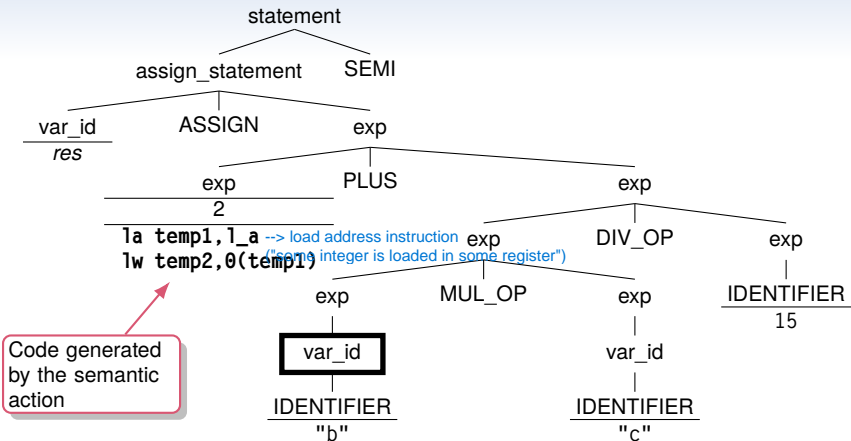 statement
assign_statement SEMI
var_id ASSIGN exp
res
exp PLUS exp
2
la temp1,l_a --> load address instruction
exp DIV_OP exp
lw temp2,0(temp1)
("some integer is loaded in some register")
exp MUL_OP exp IDENTIFIER
15
Code generated
by the semantic
action
var_id var_id
IDENTIFIER IDENTIFIER
"b" "c"